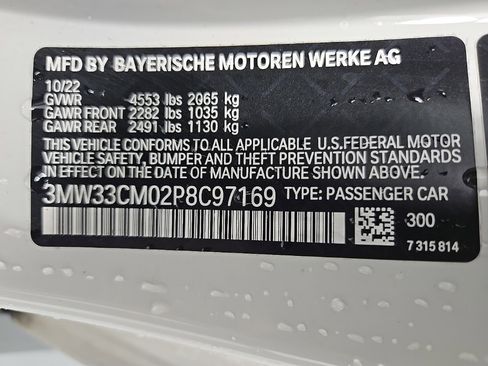 MFD BY BAYERISCHE MOTOREN WERKE AG
10/22
GVWR 4553 lbs 2065 kg
GAWR FRONT 2282 lbs 1035 kg
GAWR REAR 2491 lbs 1130 kg
THIS VEHICLE CONFORMS TO ALL APPLICABLE U.S.FEDERAL MOTOR
VEHICLE SAFETY, BUMPER AND THEFT PREVENTION STANDARDS
IN EFFECT ON THE DATE OF MANUFACTURE SHOWN ABOVE.
3MW33CM02P8C97169 TYPE: PASSENGER CAR
300
7 315 814